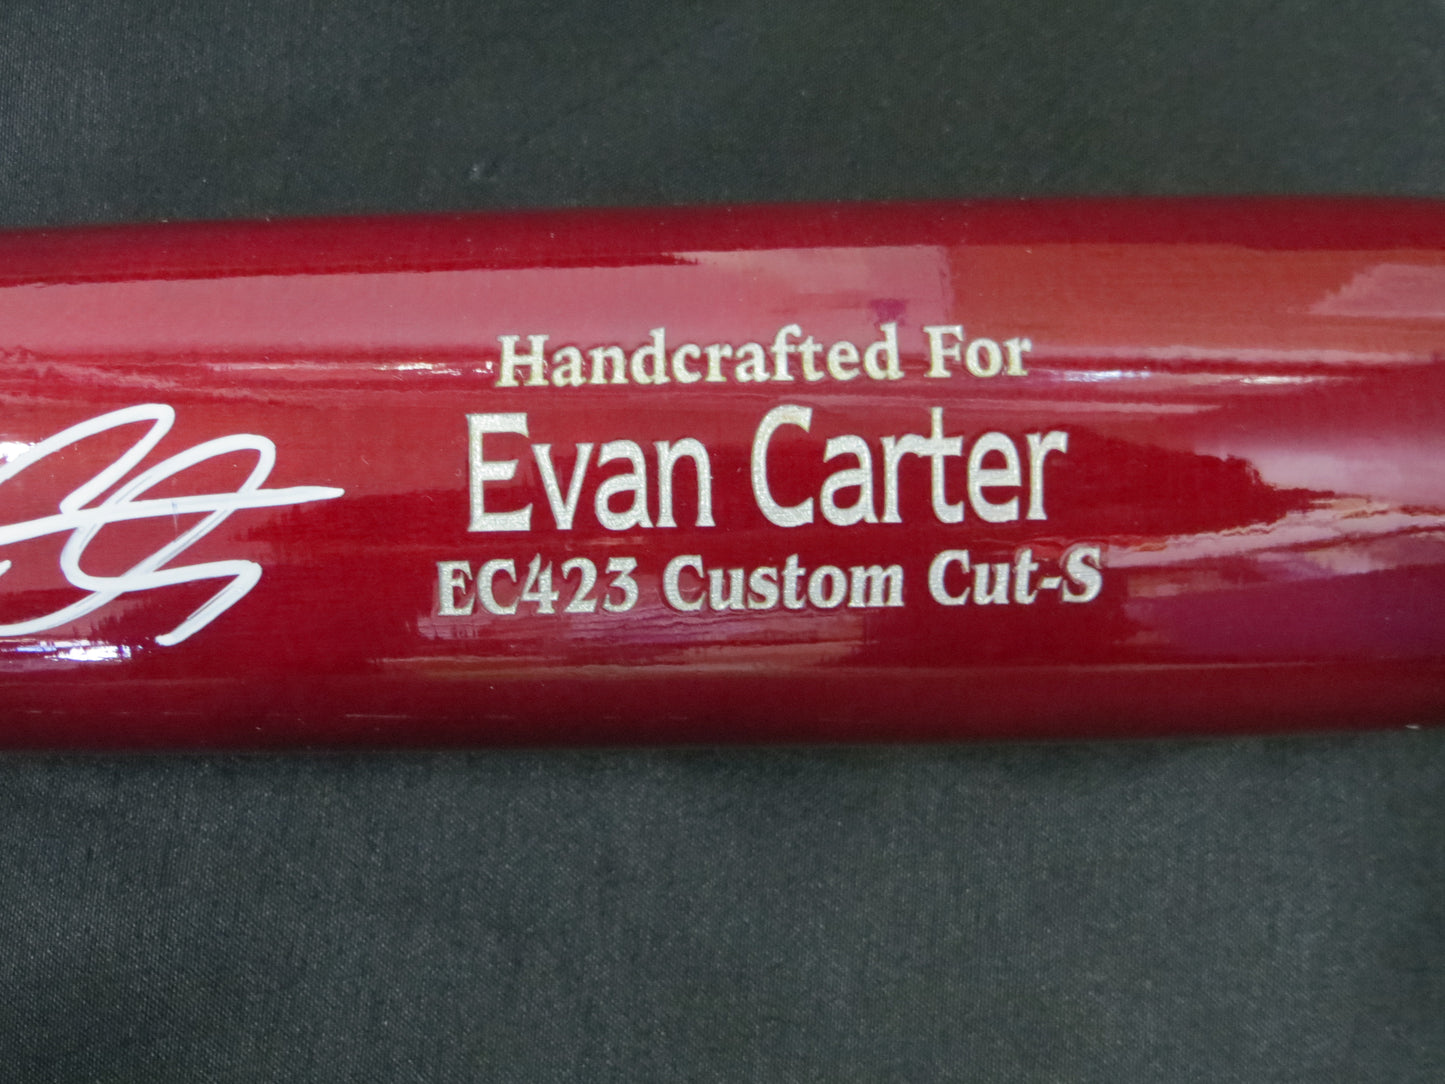 Handcrafted For
Evan Carter
EC423 Custom Cut-S